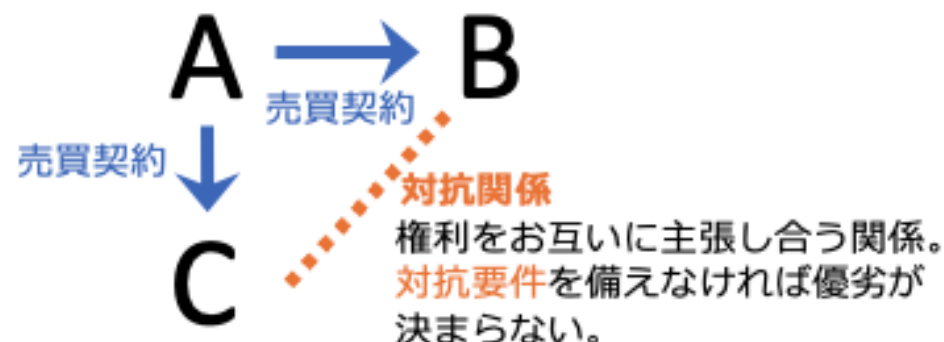 A
B
売買契約
売買契約
対抗関係
権利をお互いに主張し合う関係。
C
対抗要件を備えなければ優劣が
決まらない。